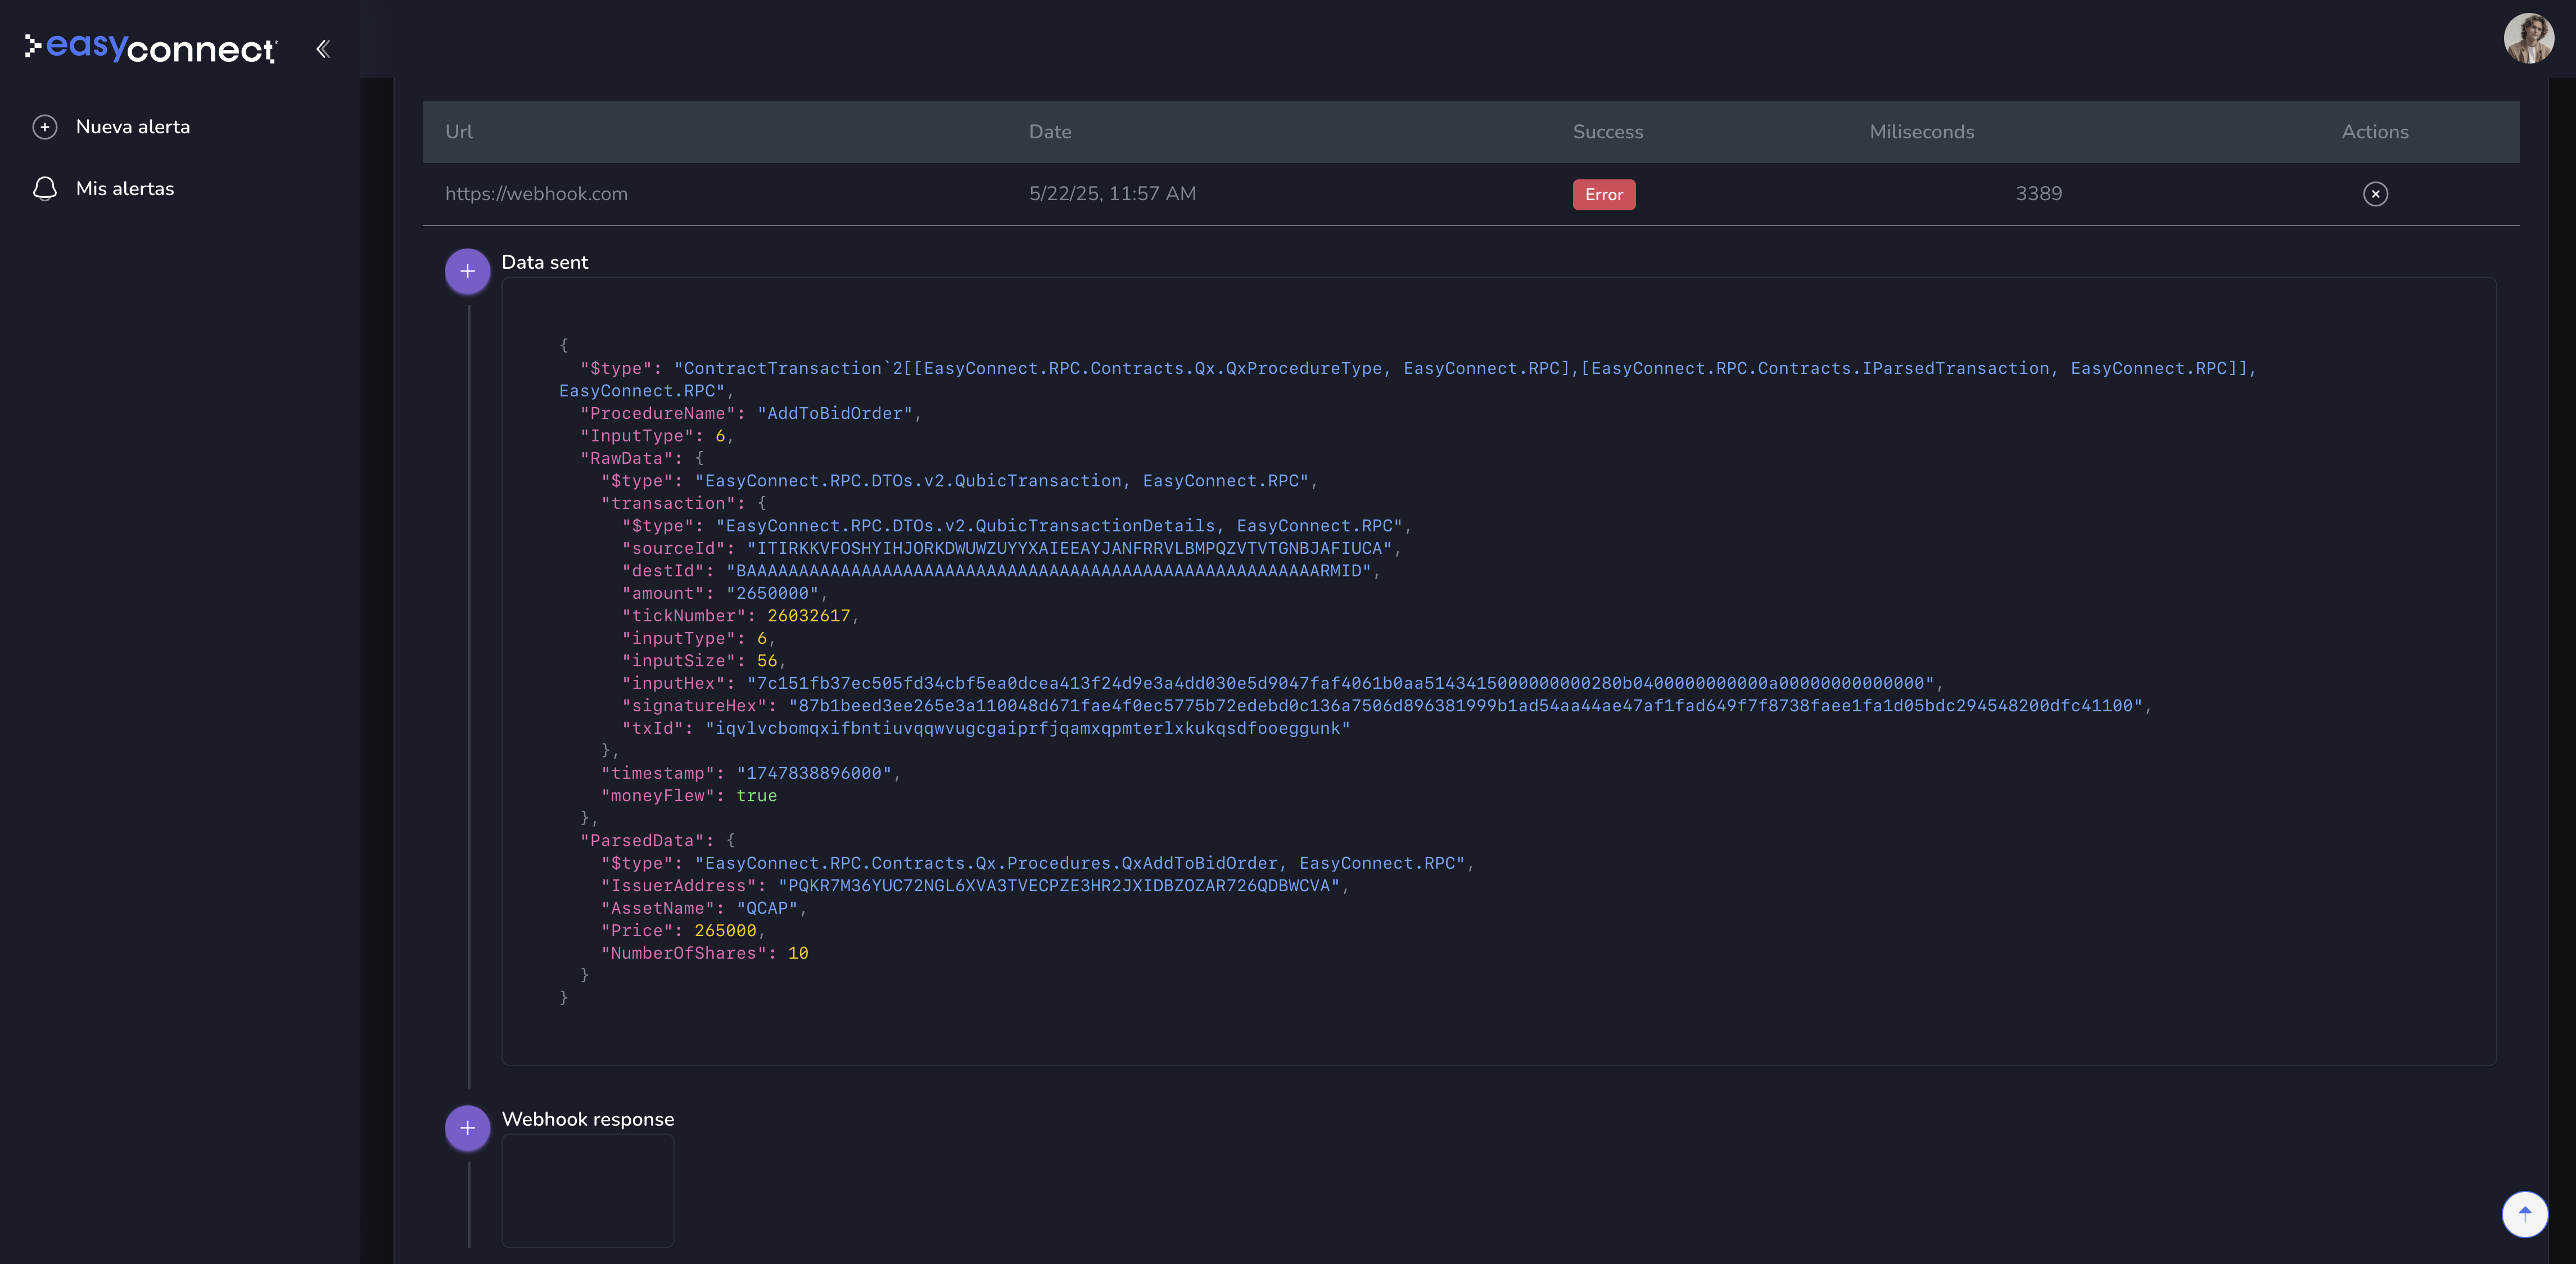 easyconnect
Nueva alerta
Mis alertas
Url Date Success Miliseconds Actions
https://webhook.com 5/22/25, 11:57 AM Error 3389
Data sent
{
"$type": "ContractTransaction`2[[EasyConnect.RPC.Contracts.Qx.QxProcedureType, EasyConnect.RPC],[EasyConnect.RPC.Contracts.IParsedTransaction, EasyConnect.RPC]],
EasyConnect.RPC",
"ProcedureName": "AddToBidOrder",
"InputType": 6,
"RawData": {
"$type": "EasyConnect.RPC.DTOs.v2.QubicTransaction, EasyConnect.RPC",
"transaction": {
"$type": "EasyConnect.RPC.DTOs.v2.QubicTransactionDetails, EasyConnect.RPC",
"sourceId": "ITIRKKVFOSHYIHJORKDWUWZUYYXAIEEAYJANFRRVLBMPQZVTVTGNBJAFIUCA",
"destId": "BAAAAAAAAAAAAAAAAAAAAAAAAAAAAAAAAAAAAAAAAAAAAAAAAAAAAAAARMID",
"amount": "2650000",
"tickNumber": 26032617,
"inputType": 6,
"inputSize": 56,
"inputHex": "7c151fb37ec505fd34cbf5ea0dcea413f24d9e3a4dd030e5d9047faf4061b0aa5143415000000000280b0400000000000a00000000000000",
"signatureHex": "87b1beed3ee265e3a110048d671fae4f0ec5775b72edebd0c136a7506d896381999b1ad54aa44ae47af1fad649f7f8738faee1fa1d05bdc294548200dfc41100",
"txId": "iqvlvcbomqxifbntiuvqqwvugcgaiprfjqamxqpmterlxkukqsdfooeggunk"
},
"timestamp": "1747838896000",
"moneyFlew": true
},
"ParsedData": {
"$type": "EasyConnect.RPC.Contracts.Qx.Procedures.QxAddToBidOrder, EasyConnect.RPC",
"IssuerAddress": "PQKR7M36YUC72NGL6XVA3TVECPZE3HR2JXIDBZOZAR726QDBWCVA",
"AssetName": "QCAP",
"Price": 265000,
"NumberOfShares": 10
}
}
Webhook response